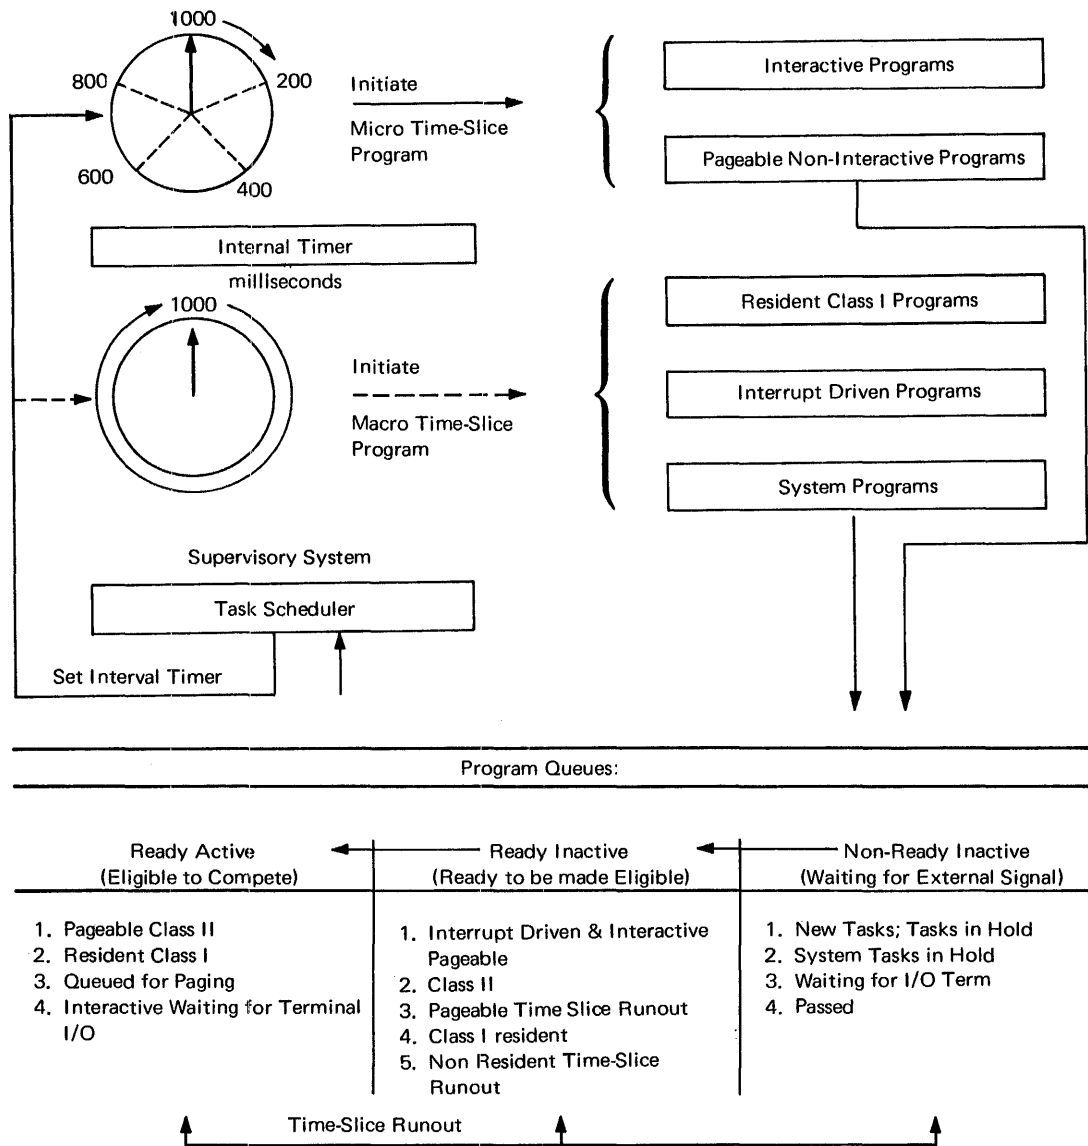 1000
800
200
600
400
Initiate
Micro Time-Slice
Program
Interactive Programs
Pageable Non-Interactive Programs
Internal Timer
milliseconds
1000
Initiate
Macro Time-Slice
Program
Resident Class I Programs
Interrupt Driven Programs
System Programs
Supervisory System
Task Scheduler
Set Interval Timer
Program Queues:
Ready Active
(Eligible to Compete)
1. Pageable Class II
2. Resident Class I
3. Queued for Paging
4. Interactive Waiting for Terminal
I/O
Ready Inactive
(Ready to be made Eligible)
1. Interrupt Driven & Interactive
Pageable
2. Class II
3. Pageable Time Slice Runout
4. Class I resident
5. Non Resident Time-Slice
Runout
Non-Ready Inactive
(Waiting for External Signal)
1. New Tasks; Tasks in Hold
2. System Tasks in Hold
3. Waiting for I/O Term
4. Passed
Time-Slice Runout